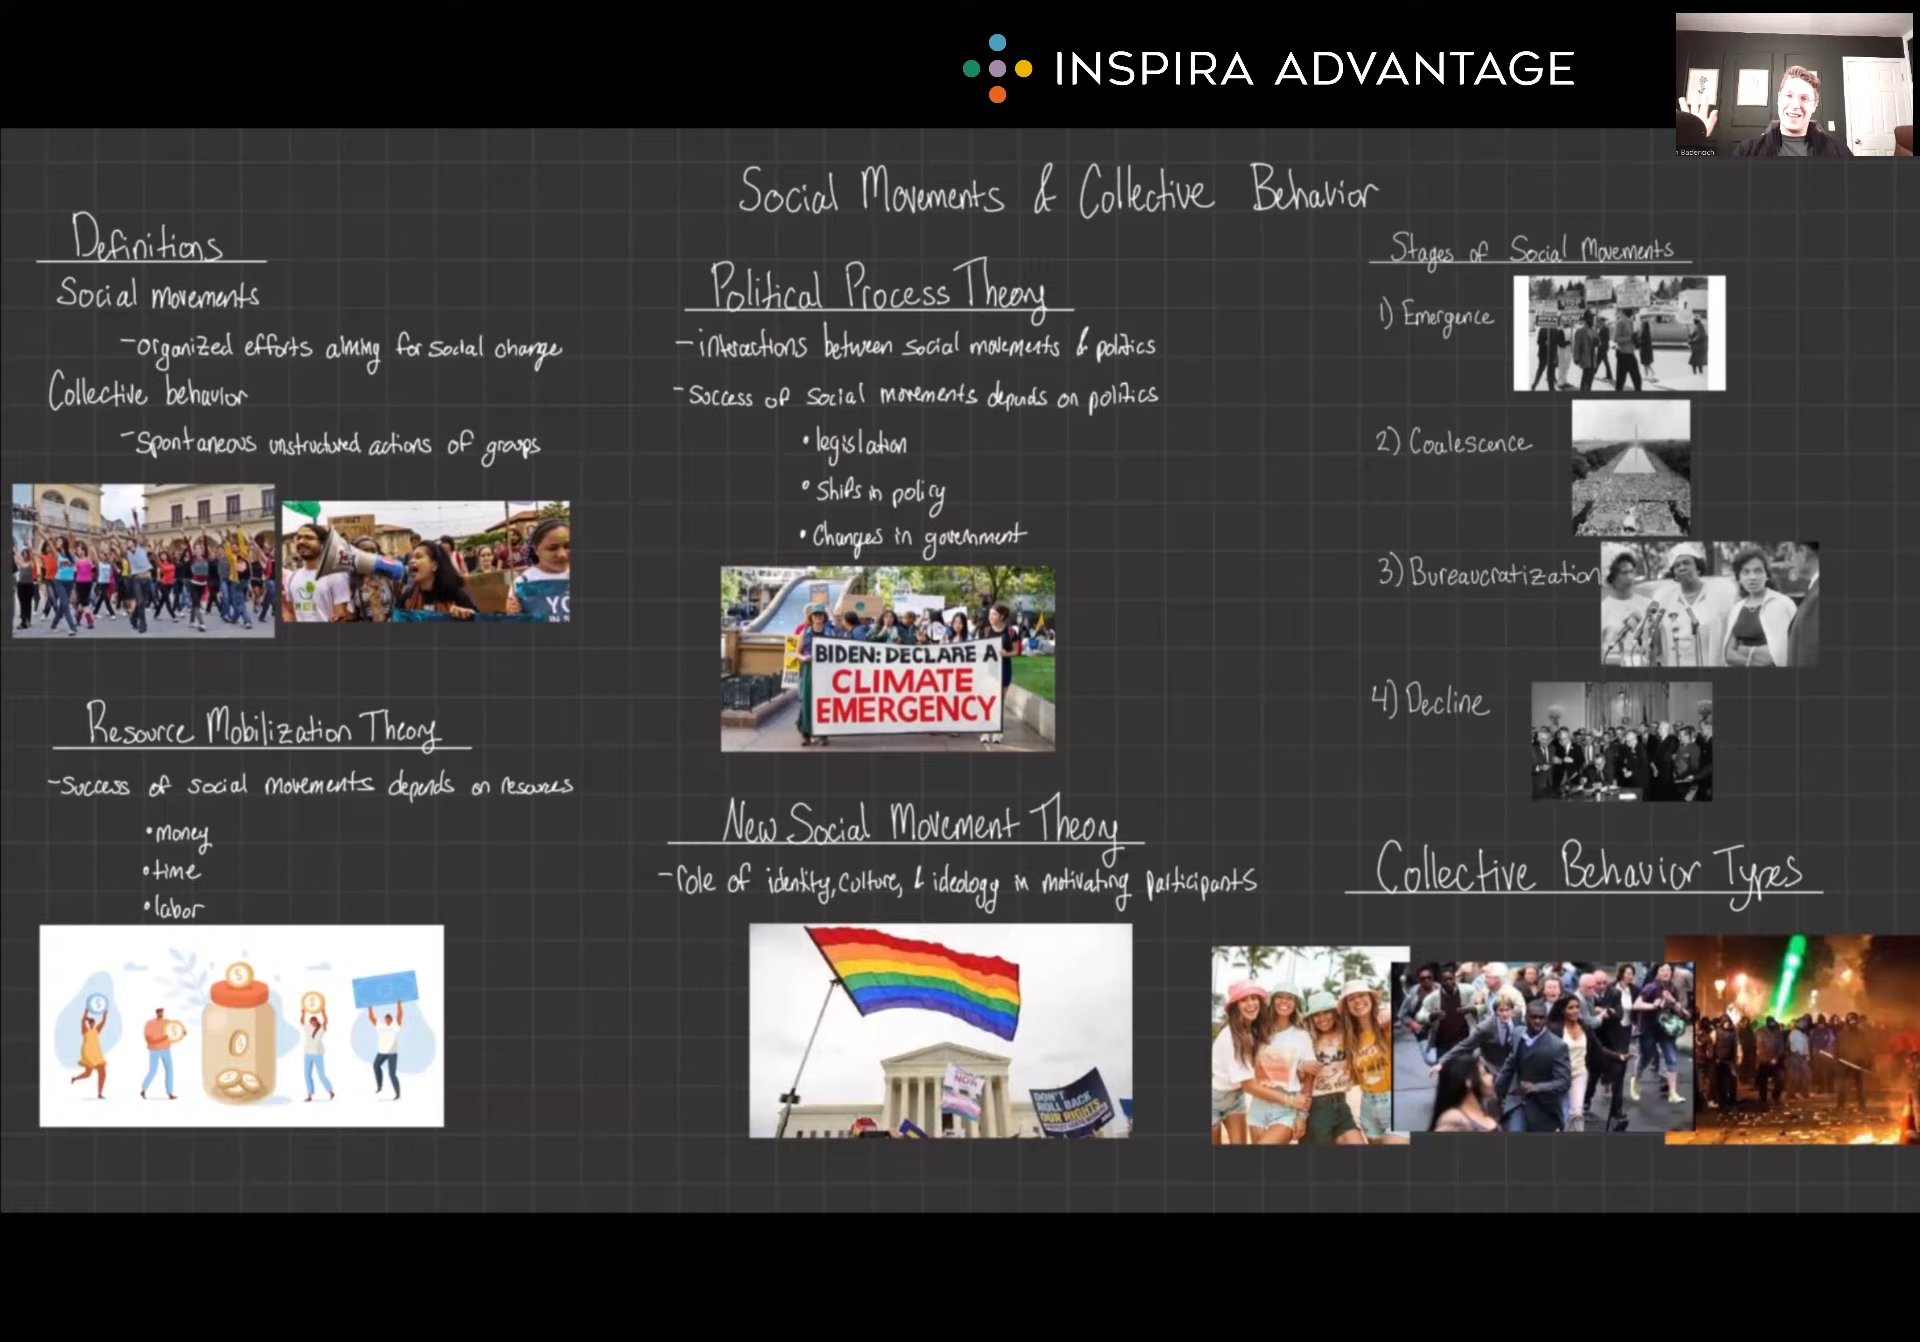 INSPIRA ADVANTAGE
Badenoch
Social Movements & Collective Behavior
Definitions
Social movements
-organized efforts aiming for social change
Collective behavior
-Spontaneous unstructured actions of groups
Resource Mobilization Theory
-Success of social movements depends on resources
•money
•time
•labor
Political Process Theory
-interactions between social movements & politics
-Success of social movements depends on politics
•legislation
•Shifts in policy
•Changes in government
BIDEN: DECLARE A
CLIMATE
EMERGENCY
New Social Movement Theory
-role of identity, culture, & ideology in motivating participants
NOW
DON'T
ROLL BACK
OUR RIGHTS
Stages of Social Movements
1) Emergence
2) Coalescence
3) Bureaucratization
4) Decline
Collective Behavior Types